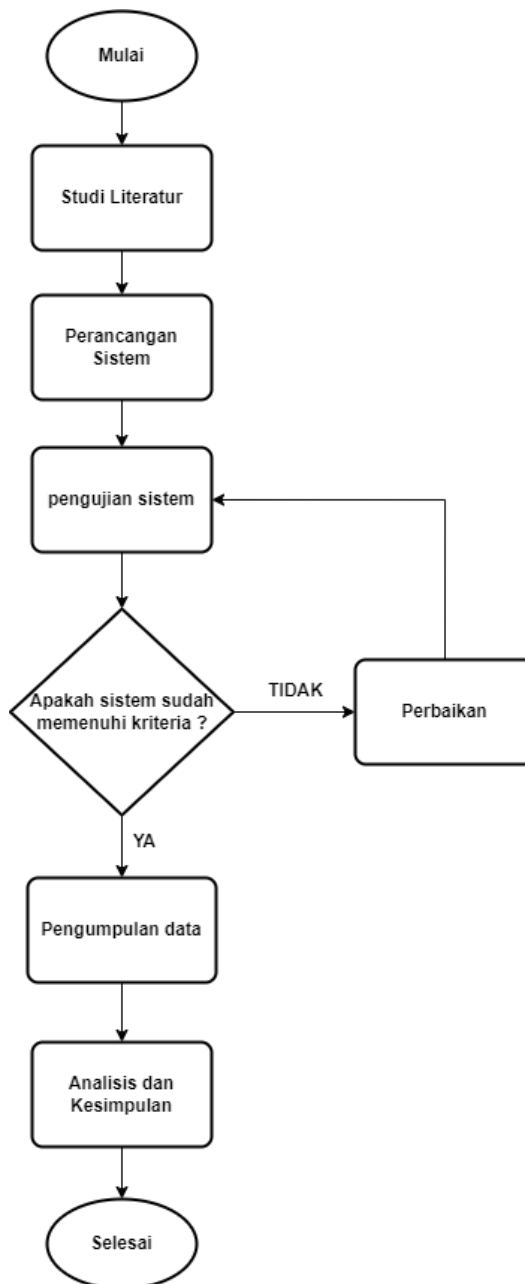 Mulai
Studi Literatur
Perancangan
Sistem
pengujian sistem
Apakah sistem sudah
memenuhi kriteria ?
TIDAK
Perbaikan
YA
Pengumpulan data
Analisis dan
Kesimpulan
Selesai